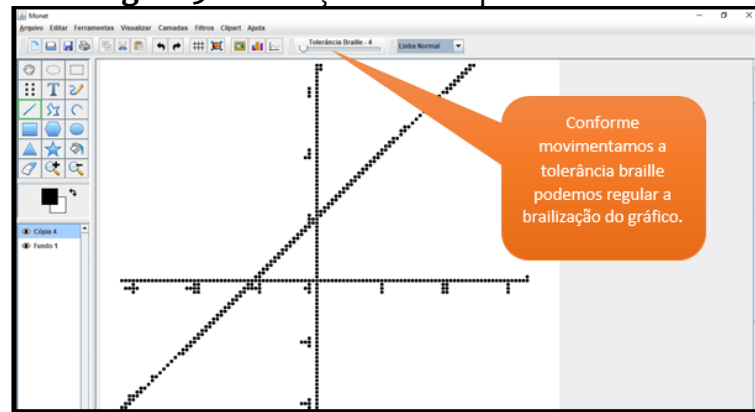 Monet
Arquivo Editar Ferramentas Visualizar Camadas Filtros Clipart Ajuda
Tolerância Braille - 4
Linha Normal
T
Conforme
movimentamos a
tolerância braille
podemos regular a
brailização do gráfico.
Cópia 4
Fundo 1